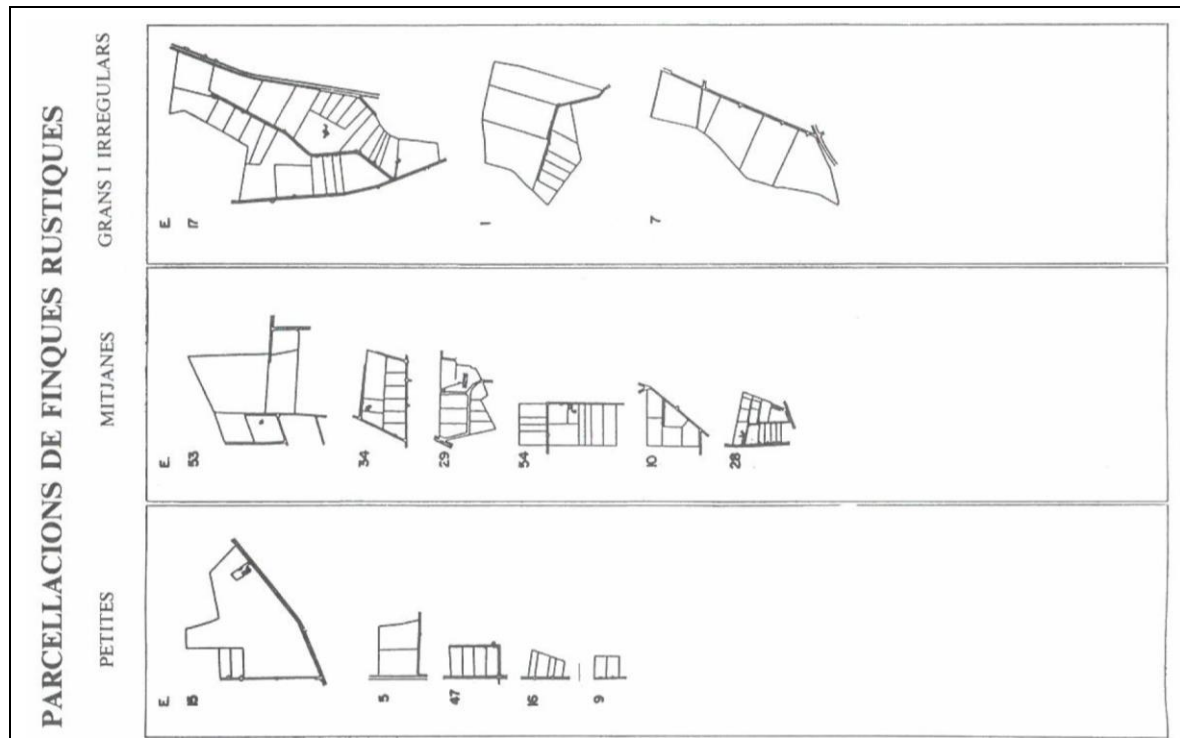 PARCELLACIONS DE FINQUES RUSTIQUES
PETITES
E.
15
5
47
16
9
MITJANES
E.
53
34
29
54
10
28
GRANS I IRREGULARS
E.
17
1
7